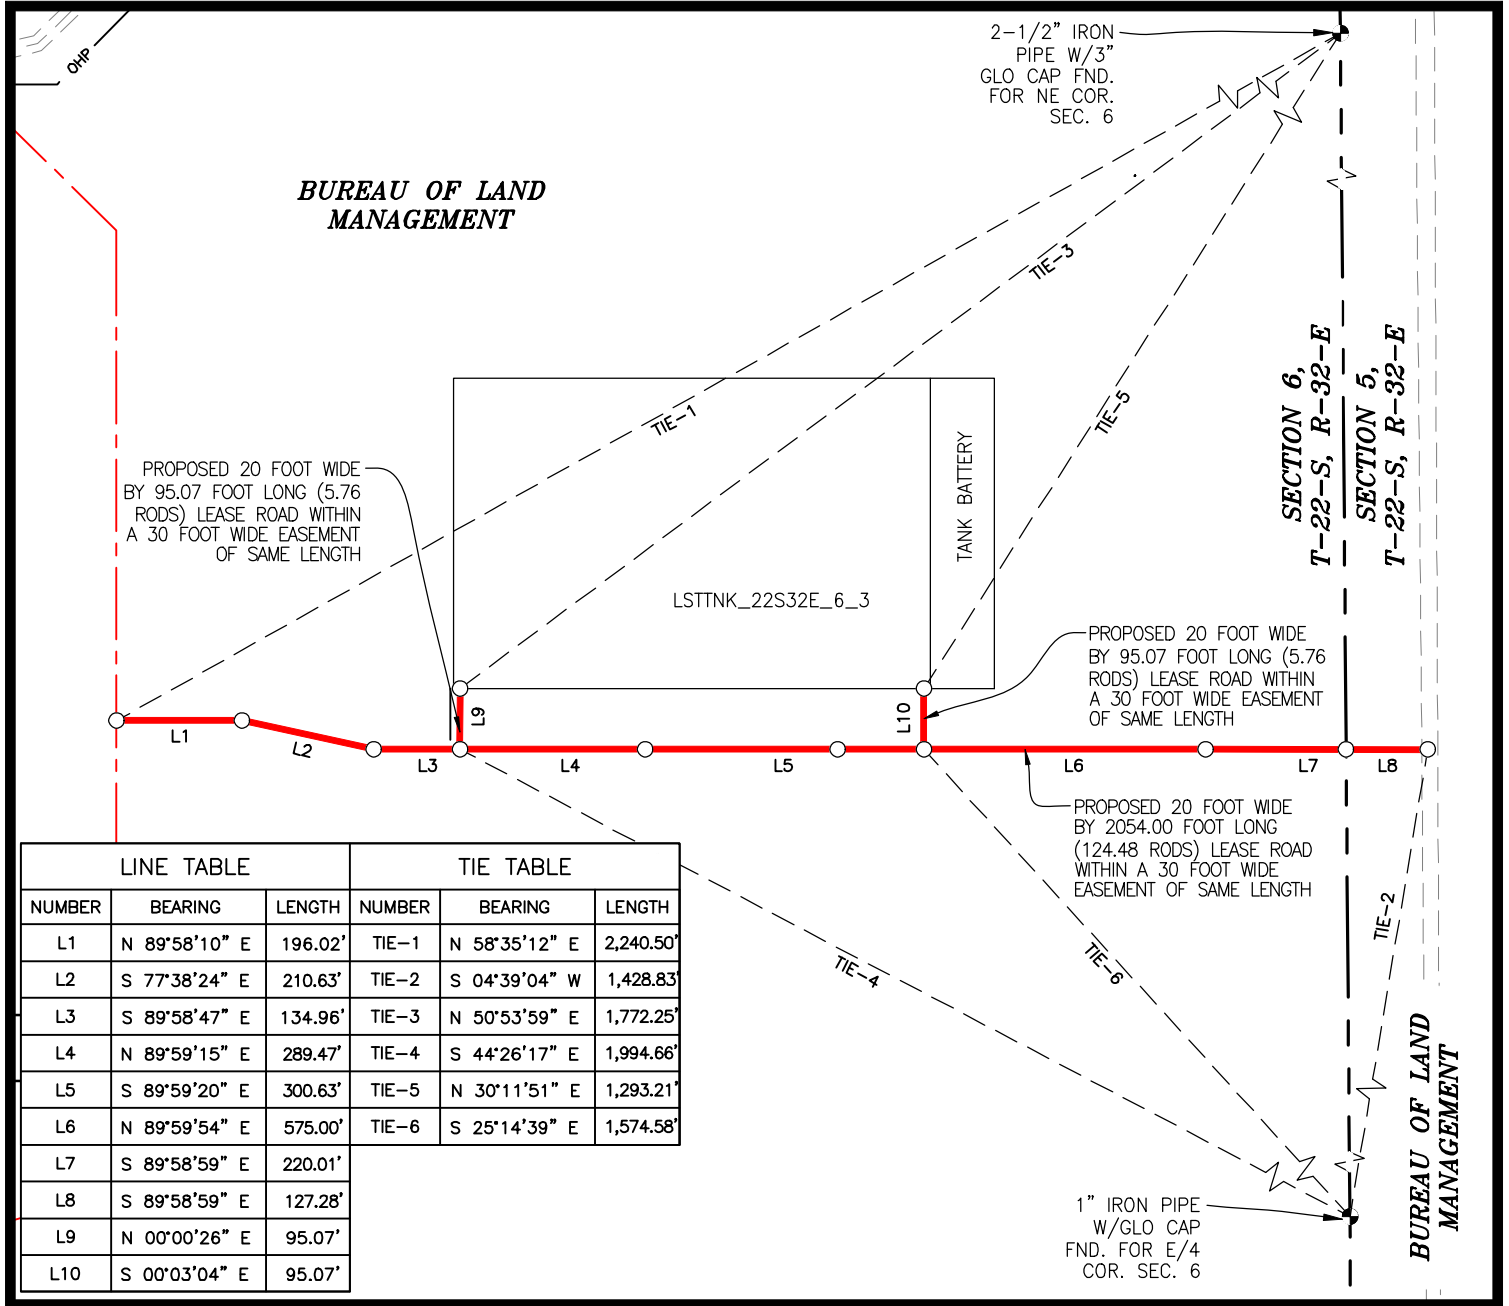 OHP
2-1/2" IRON
PIPE W/3"
GLO CAP FND.
FOR NE COR.
SEC. 6
BUREAU OF LAND
MANAGEMENT
TIE-3
TIE-1
TIE-5
SECTION 6,
T-22-S, R-32-E
SECTION 5,
T-22-S, R-32-E
PROPOSED 20 FOOT WIDE
BY 95.07 FOOT LONG (5.76
RODS) LEASE ROAD WITHIN
A 30 FOOT WIDE EASEMENT
OF SAME LENGTH
TANK BATTERY
LSTTNK_22S32E_6_3
PROPOSED 20 FOOT WIDE
BY 95.07 FOOT LONG (5.76
RODS) LEASE ROAD WITHIN
A 30 FOOT WIDE EASEMENT
OF SAME LENGTH
L9
L10
L1
L2
L3
L4
L5
L6
L7
L8
PROPOSED 20 FOOT WIDE
BY 2054.00 FOOT LONG
(124.48 RODS) LEASE ROAD
WITHIN A 30 FOOT WIDE
EASEMENT OF SAME LENGTH
TIE-2
TIE-4
TIE-6
LINE TABLE TIE TABLE
NUMBER BEARING LENGTH NUMBER BEARING LENGTH
L1 N 89°58'10" E 196.02' TIE-1 N 58°35'12" E 2,240.50'
L2 S 77°38'24" E 210.63' TIE-2 S 04°39'04" W 1,428.83'
L3 S 89°58'47" E 134.96' TIE-3 N 50°53'59" E 1,772.25'
L4 N 89°59'15" E 289.47' TIE-4 S 44°26'17" E 1,994.66'
L5 S 89°59'20" E 300.63' TIE-5 N 30°11'51" E 1,293.21'
L6 N 89°59'54" E 575.00' TIE-6 S 25°14'39" E 1,574.58'
L7 S 89°58'59" E 220.01'
L8 S 89°58'59" E 127.28'
L9 N 00°00'26" E 95.07'
L10 S 00°03'04" E 95.07'
1" IRON PIPE
W/GLO CAP
FND. FOR E/4
COR. SEC. 6
BUREAU OF LAND
MANAGEMENT